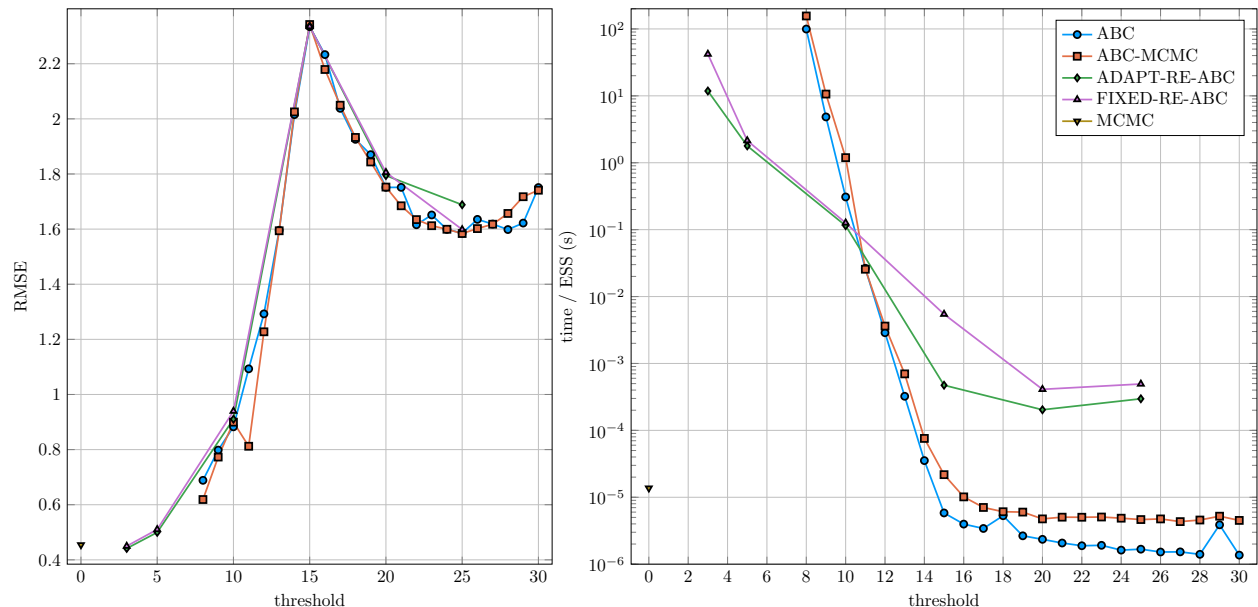 RMSE
2.2
2
1.8
1.6
1.4
1.2
1
0.8
0.6
0.4
0 5 10 15 20 25 30
threshold
time / ESS (s)
10^2
10^1
10^0
10^−1
10^−2
10^−3
10^−4
10^−5
10^−6
0 2 4 6 8 10 12 14 16 18 20 22 24 26 28 30
threshold
ABC
ABC-MCMC
ADAPT-RE-ABC
FIXED-RE-ABC
MCMC